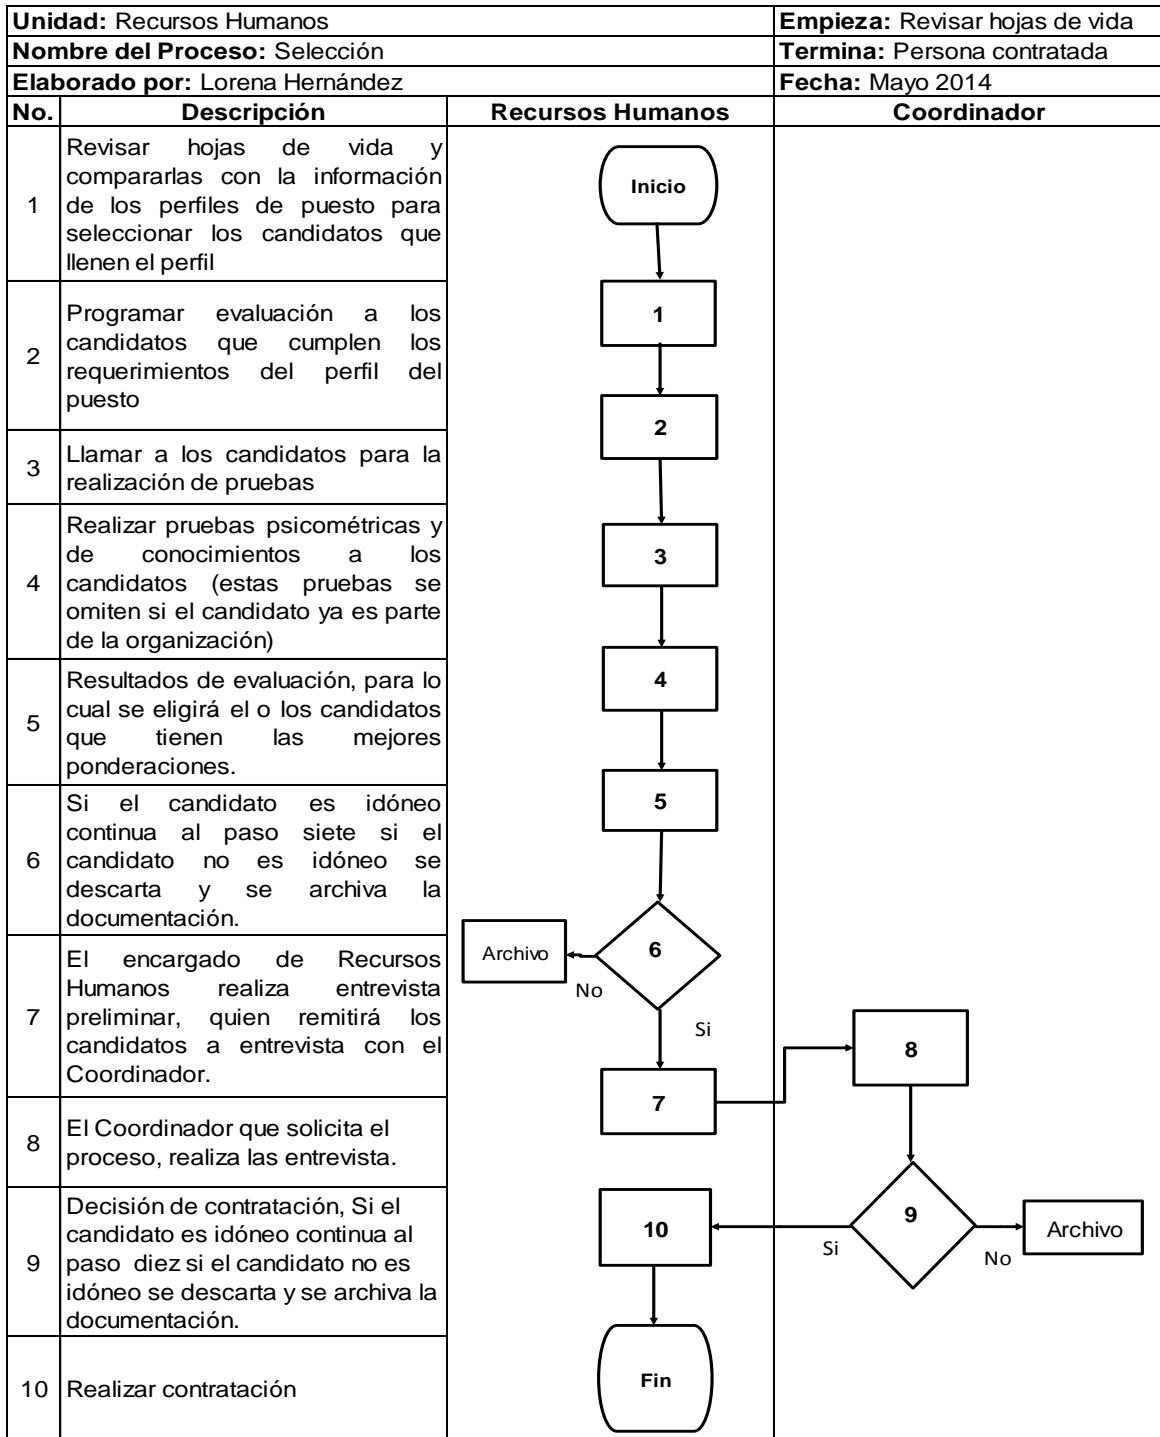 Unidad: Recursos Humanos
Empieza: Revisar hojas de vida
Nombre del Proceso: Selección
Termina: Persona contratada
Elaborado por: Lorena Hernández
Fecha: Mayo 2014
No.
Descripción
Recursos Humanos
Coordinador
1
Revisar hojas de vida y
compararlas con la información
de los perfiles de puesto para
seleccionar los candidatos que
llenen el perfil
2
Programar evaluación a los
candidatos que cumplen los
requerimientos del perfil del
puesto
3
Llamar a los candidatos para la
realización de pruebas
4
Realizar pruebas psicométricas y
de conocimientos a los
candidatos (estas pruebas se
omiten si el candidato ya es parte
de la organización)
5
Resultados de evaluación, para lo
cual se eligirá el o los candidatos
que tienen las mejores
ponderaciones.
6
Si el candidato es idóneo
continua al paso siete si el
candidato no es idóneo se
descarta y se archiva la
documentación.
7
El encargado de Recursos
Humanos realiza entrevista
preliminar, quien remitirá los
candidatos a entrevista con el
Coordinador.
8
El Coordinador que solicita el
proceso, realiza las entrevista.
9
Decisión de contratación, Si el
candidato es idóneo continua al
paso diez si el candidato no es
idóneo se descarta y se archiva la
documentación.
10
Realizar contratación
Inicio
1
2
3
4
5
6
Archivo
No
Si
7
8
9
Si
No
Archivo
10
Fin